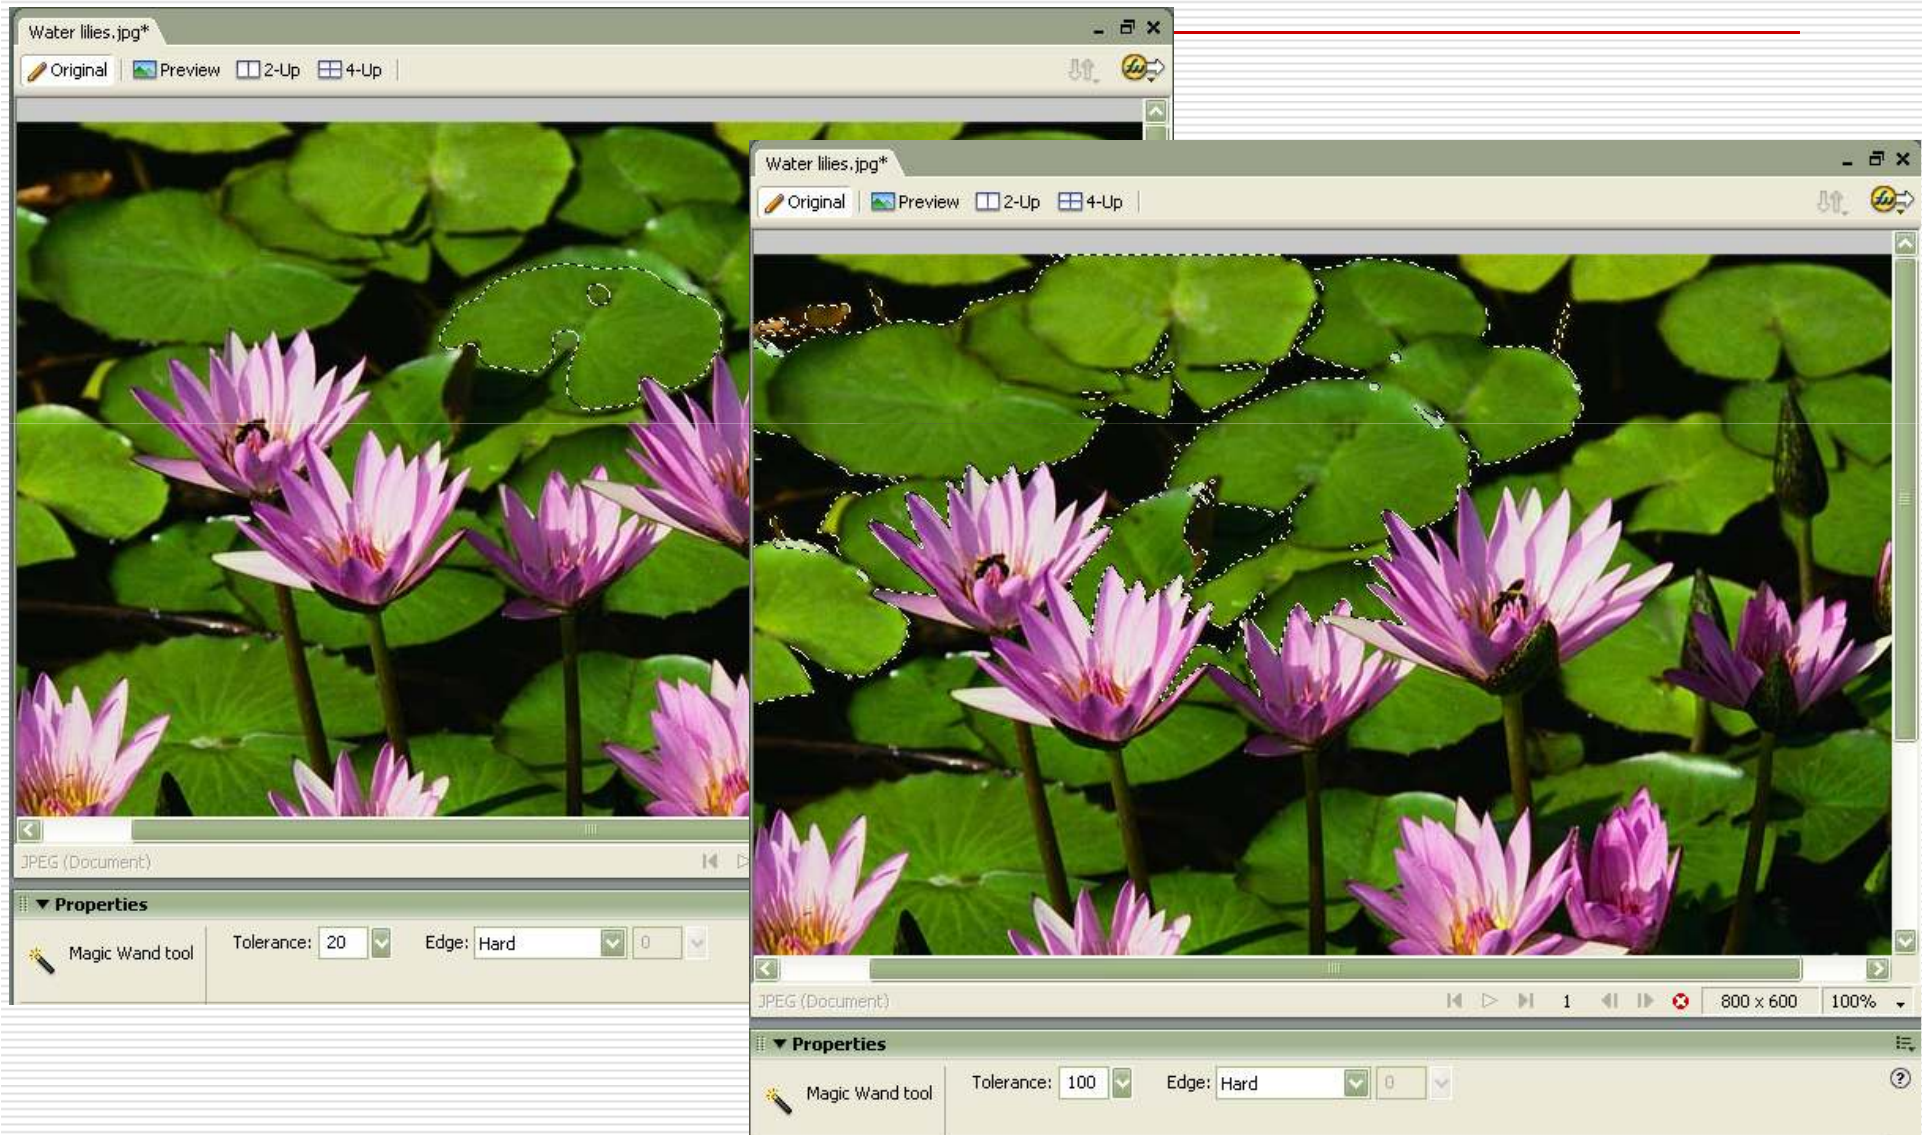 Water lilies.jpg*
Original Preview 2-Up 4-Up
JPEG (Document)
Properties
Magic Wand tool Tolerance: 20 Edge: Hard 0
Water lilies.jpg*
Original Preview 2-Up 4-Up
JPEG (Document) 1 800 x 600 100%
Properties
Magic Wand tool Tolerance: 100 Edge: Hard 0